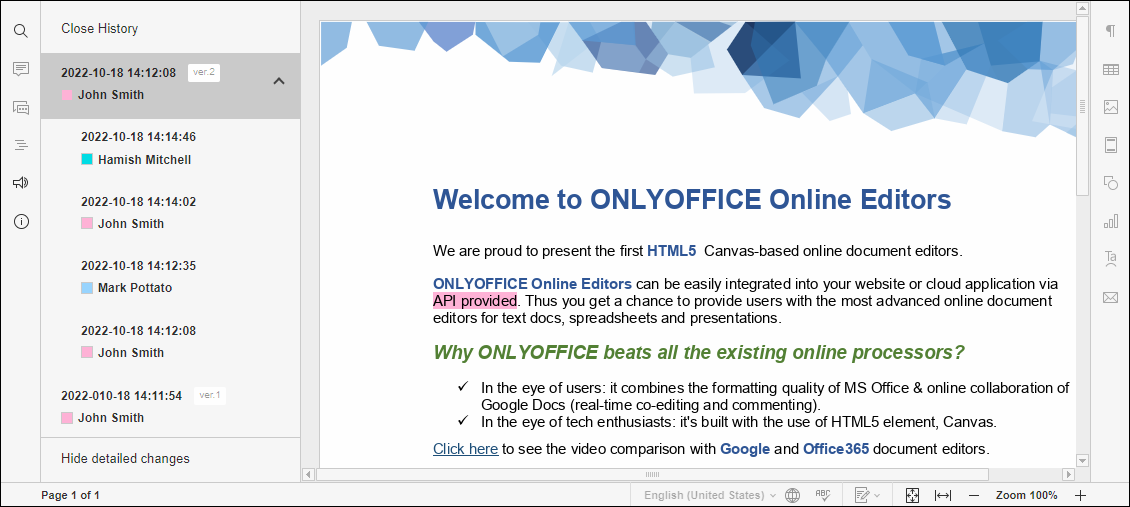 Close History
2022-10-18 14:12:08 ver.2
John Smith
2022-10-18 14:14:46
Hamish Mitchell
2022-10-18 14:14:02
John Smith
2022-10-18 14:12:35
Mark Pottato
2022-10-18 14:12:08
John Smith
2022-010-18 14:11:54 ver.1
John Smith
Hide detailed changes
Welcome to ONLYOFFICE Online Editors
We are proud to present the first HTML5 Canvas-based online document editors.
ONLYOFFICE Online Editors can be easily integrated into your website or cloud application via
API provided. Thus you get a chance to provide users with the most advanced online document
editors for text docs, spreadsheets and presentations.
Why ONLYOFFICE beats all the existing online processors?
✓ In the eye of users: it combines the formatting quality of MS Office & online collaboration of
Google Docs (real-time co-editing and commenting).
✓ In the eye of tech enthusiasts: it's built with the use of HTML5 element, Canvas.
Click here to see the video comparison with Google and Office365 document editors.
Page 1 of 1
English (United States)
ABC
Zoom 100%